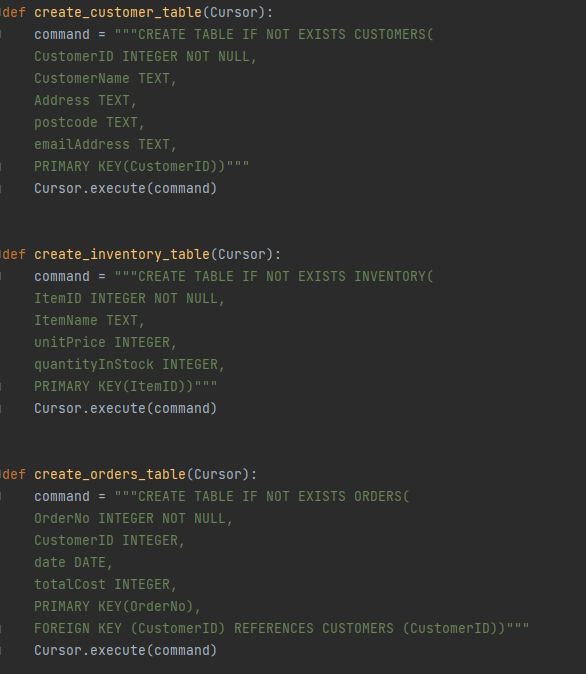 def create_customer_table(Cursor):
    command = """CREATE TABLE IF NOT EXISTS CUSTOMERS(
    CustomerID INTEGER NOT NULL,
    CustomerName TEXT,
    Address TEXT,
    postcode TEXT,
    emailAddress TEXT,
    PRIMARY KEY(CustomerID))"""
    Cursor.execute(command)
def create_inventory_table(Cursor):
    command = """CREATE TABLE IF NOT EXISTS INVENTORY(
    ItemID INTEGER NOT NULL,
    ItemName TEXT,
    unitPrice INTEGER,
    quantityInStock INTEGER,
    PRIMARY KEY(ItemID))"""
    Cursor.execute(command)
def create_orders_table(Cursor):
    command = """CREATE TABLE IF NOT EXISTS ORDERS(
    OrderNo INTEGER NOT NULL,
    CustomerID INTEGER,
    date DATE,
    totalCost INTEGER,
    PRIMARY KEY(OrderNo),
    FOREIGN KEY (CustomerID) REFERENCES CUSTOMERS (CustomerID))"""
    Cursor.execute(command)